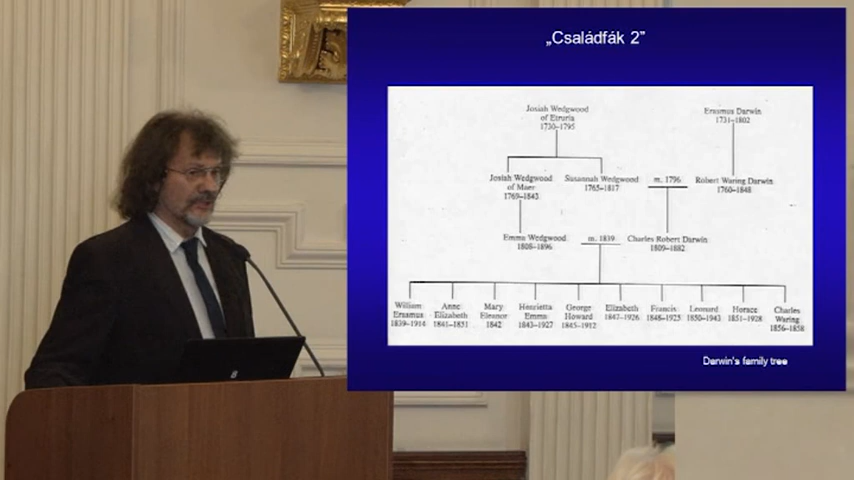 „Családfák 2”
Josiah Wedgwood
of Etruria
1730–1795
Erasmus Darwin
1731–1802
Josiah Wedgwood
of Maer
1769–1843
Susannah Wedgwood
1765–1817
m. 1796
Robert Waring Darwin
1760–1848
Emma Wedgwood
1808–1896
m. 1839
Charles Robert Darwin
1809–1882
William
Erasmus
1839–1914
Anne
Elizabeth
1841–1851
Mary
Eleanor
1842
Henrietta
Emma
1843–1927
George
Howard
1845–1912
Elizabeth
1847–1926
Francis
1848–1925
Leonard
1850–1943
Horace
1851–1928
Charles
Waring
1856–1858
Darwin's family tree